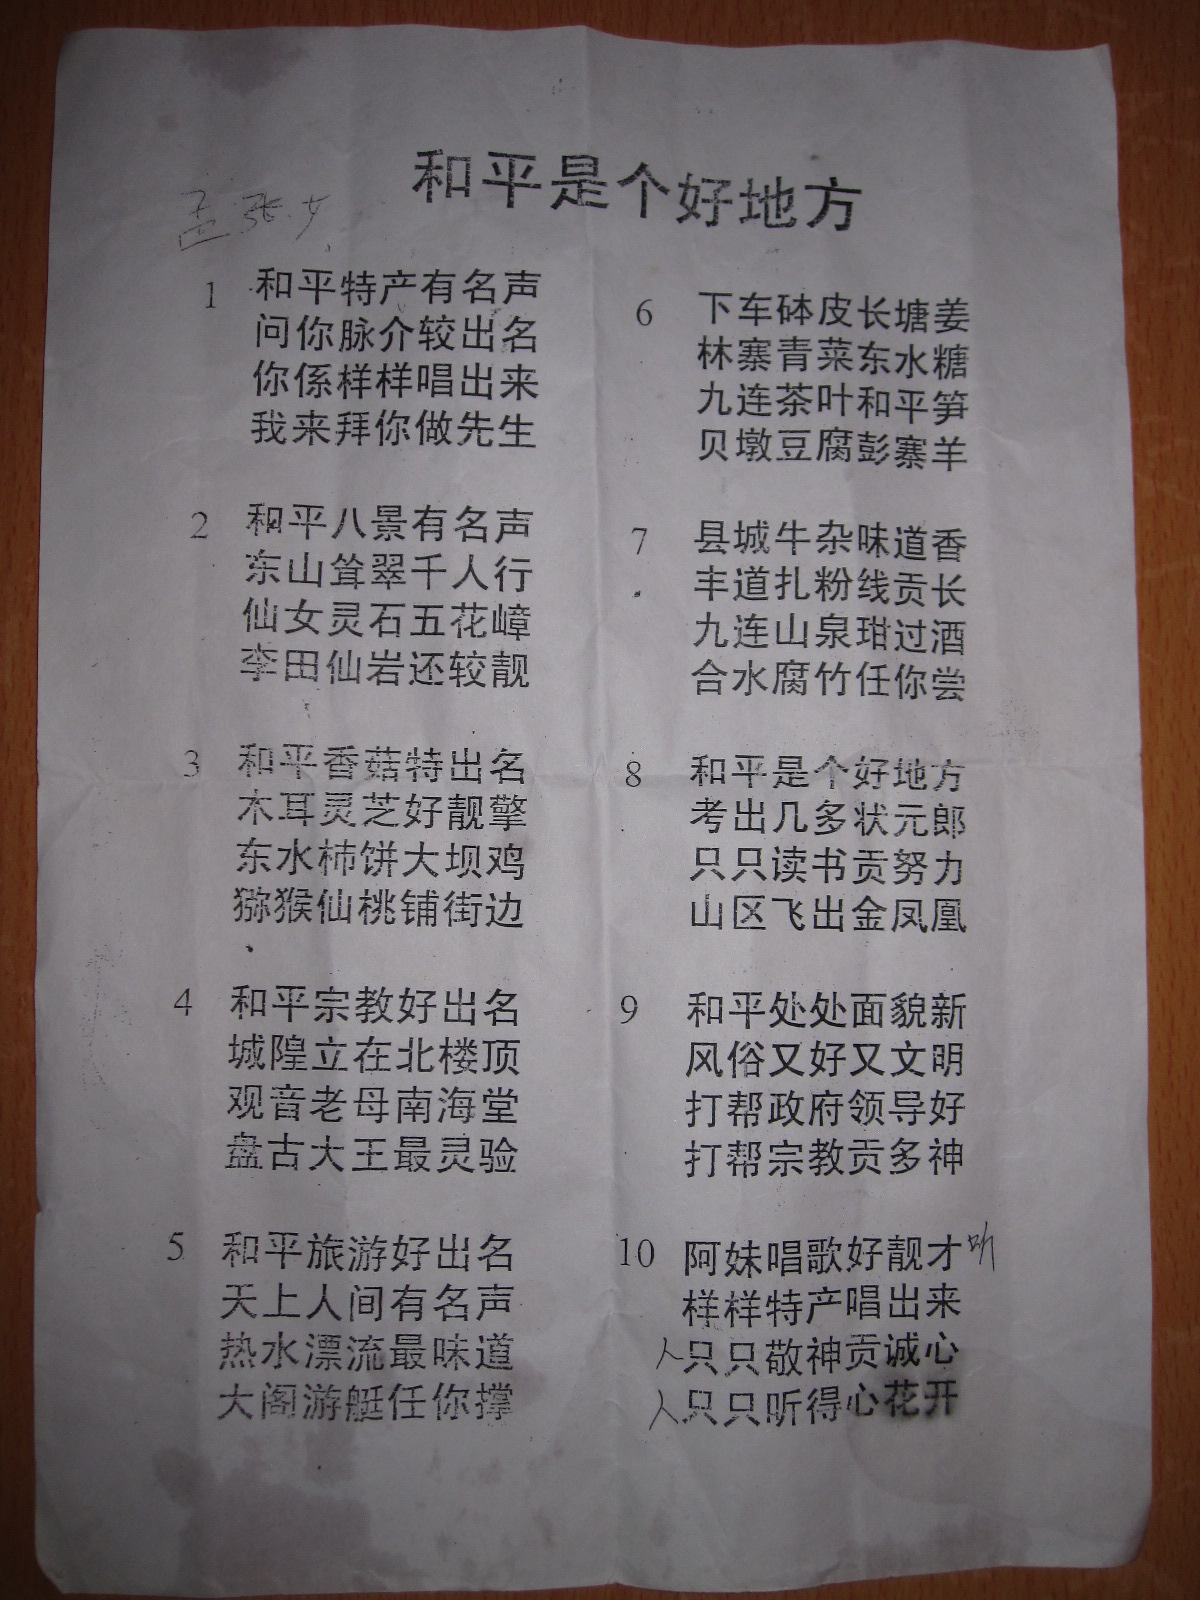 和平是个好地方
孟张女
1
和平特产有名声
问你脉介较出名
你係样样唱出来
我来拜你做先生
2
和平八景有名声
东山耸翠千人行
仙女灵石五花嶂
李田仙岩还较靓
3
和平香菇特出名
木耳灵芝好靓擎
东水柿饼大坝鸡
猕猴仙桃铺街边
4
和平宗教好出名
城隍立在北楼顶
观音老母南海堂
盘古大王最灵验
5
和平旅游好出名
天上人间有名声
热水漂流最味道
大阁游艇任你撑
6
下车砵皮长塘姜
林寨青菜东水糖
九连茶叶和平笋
贝墩豆腐彭寨羊
7
县城牛杂味道香
丰道扎粉线贡长
九连山泉玵过酒
合水腐竹任你尝
8
和平是个好地方
考出几多状元郎
只只读书贡努力
山区飞出金凤凰
9
和平处处面貌新
风俗又好又文明
打帮政府领导好
打帮宗教贡多神
10
阿妹唱歌好靓才听
样样特产唱出来
人只只敬神贡诚心
人只只听得心花开